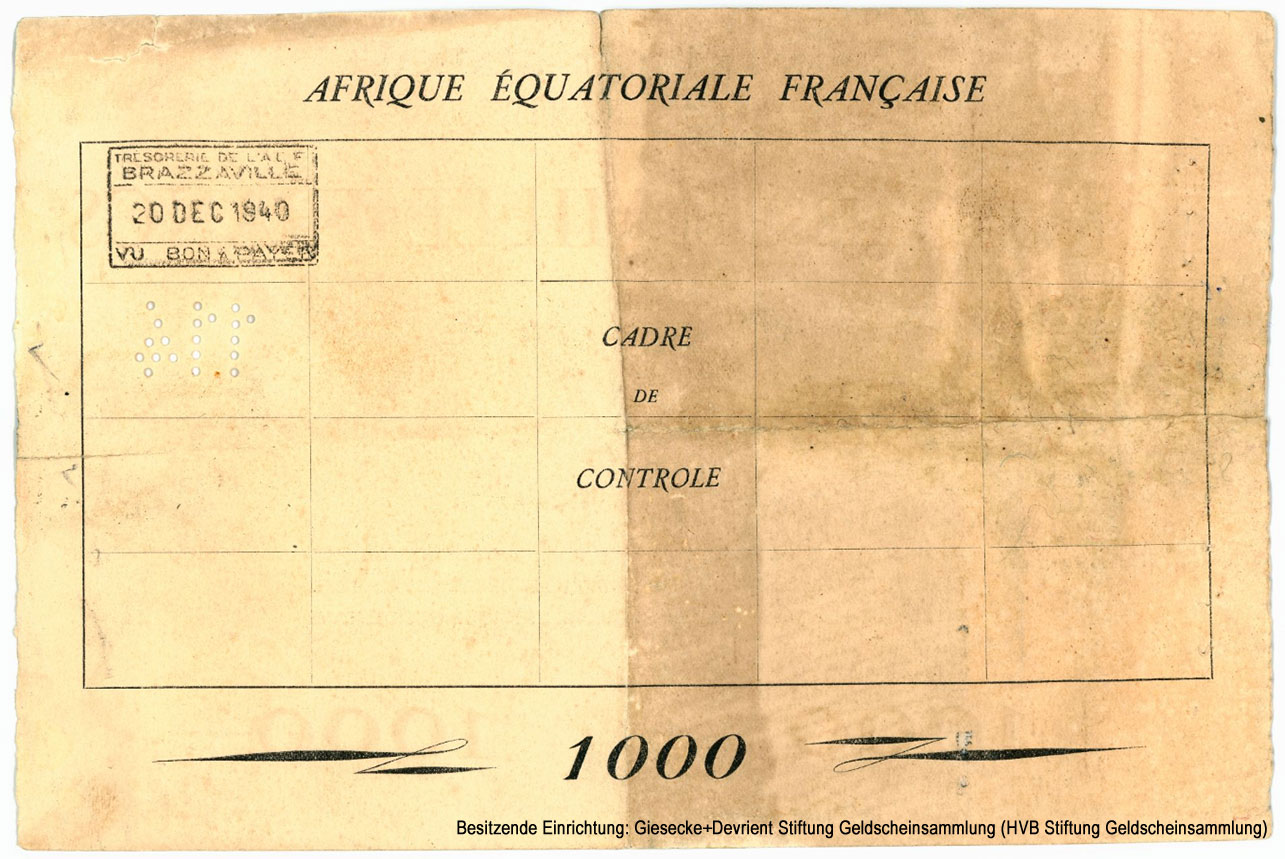 AFRIQUE ÉQUATORIALE FRANÇAISE
TRÉSORERIE DE L'A.E.F
BRAZZAVILLE
20 DEC 1940
VU BON A PAYER
CADRE
DE
CONTROLE
1000
Besitzende Einrichtung: Giesecke+Devrient Stiftung Geldscheinsammlung (HVB Stiftung Geldscheinsammlung)